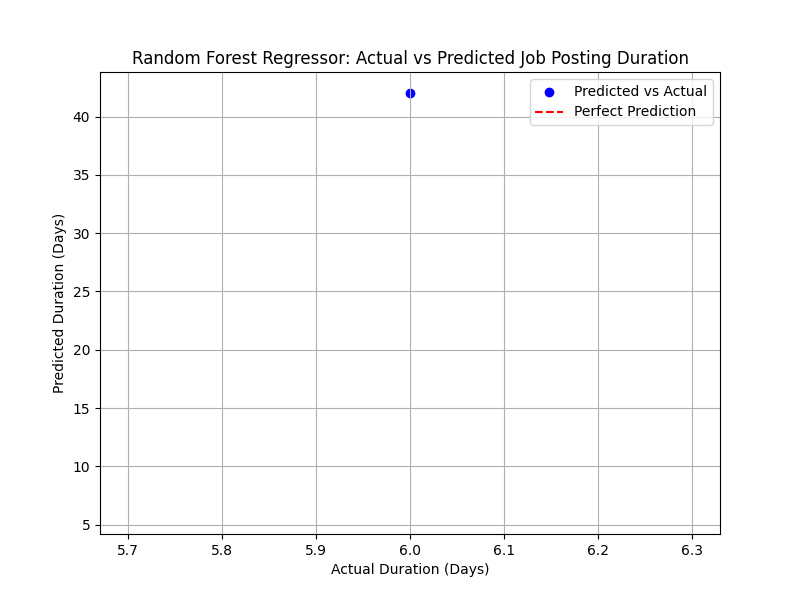 Random Forest Regressor: Actual vs Predicted Job Posting Duration
Predicted vs Actual
Perfect Prediction
Predicted Duration (Days)
40
35
30
25
20
15
10
5
5.7 5.8 5.9 6.0 6.1 6.2 6.3
Actual Duration (Days)